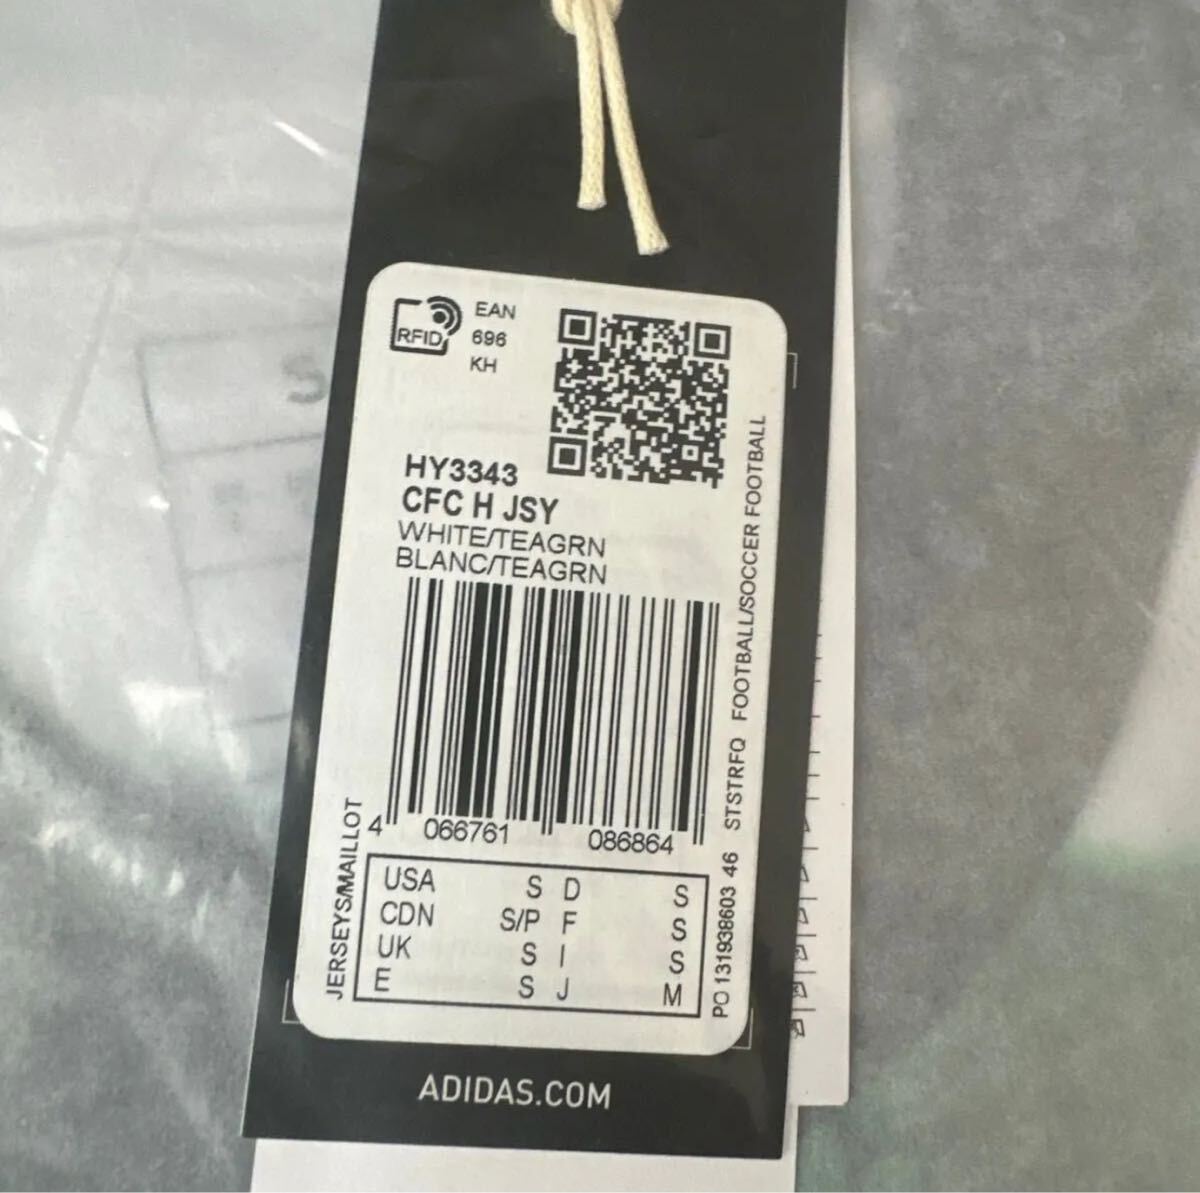 RFID
EAN
696
KH
HY3343
CFC H JSY
WHITE/TEAGRN
BLANC/TEAGRN
4 066761 086864
USA S D S
CDN S/P F S
UK S I S
E S J M
JERSEYS/MAILLOT
PO 131938603 46 STSTRFQ FOOTBALL/SOCCER FOOTBALL
ADIDAS.COM
S